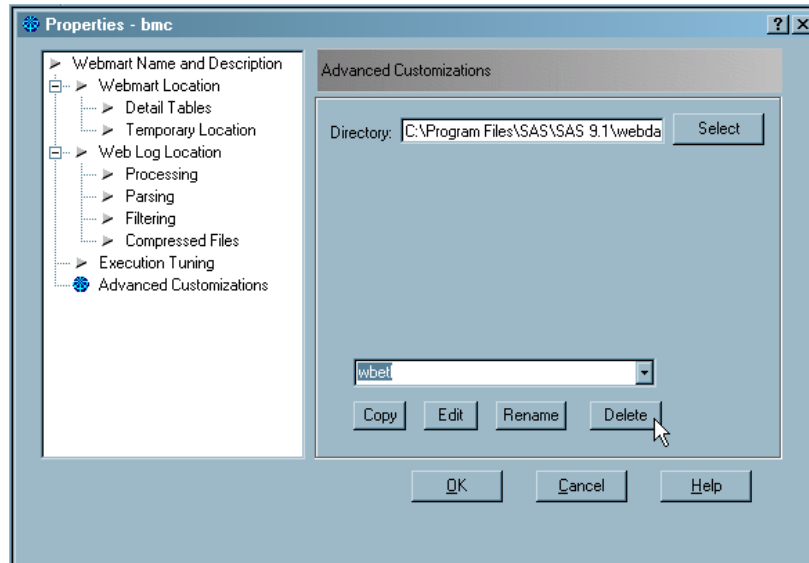 Properties - bmc
Webmart Name and Description
Webmart Location
Detail Tables
Temporary Location
Web Log Location
Processing
Parsing
Filtering
Compressed Files
Execution Tuning
Advanced Customizations
Advanced Customizations
Directory: C:\Program Files\SAS\SAS 9.1\webda Select
wbetl
Copy Edit Rename Delete
OK Cancel Help